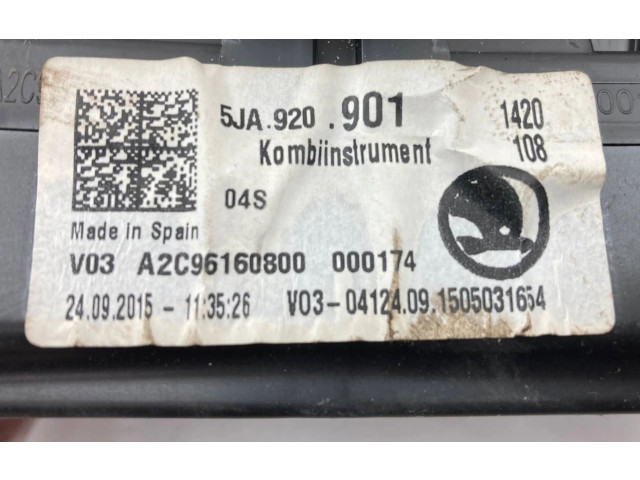 5JA.920 .901 1420
Kombiinstrument 108
04S
Made in Spain
V03 A2C96160800 000174
24.09.2015 - 11:35:26 V03-04124.09.1505031654